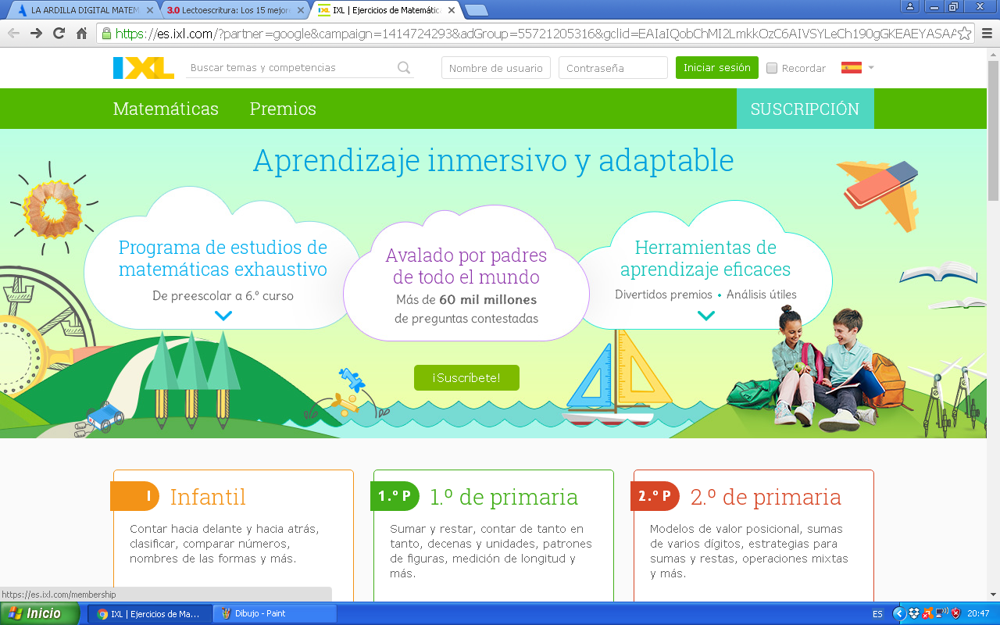 LA ARDILLA DIGITAL MATEM
3.0 Lectoescritura: Los 15 mejor
IXL | Ejercicios de Matemátic
https://es.ixl.com/?partner=google&campaign=1414724293&adGroup=55721205316&gclid=EAIaIQobChMI2LmkkOzC6AIVSYLeCh190gGKEAEYASAA
IXL
Buscar temas y competencias
Nombre de usuario
Contraseña
Iniciar sesión
Recordar
Matemáticas
Premios
SUSCRIPCIÓN
Aprendizaje inmersivo y adaptable
Programa de estudios de
matemáticas exhaustivo
De preescolar a 6.º curso
Avalado por padres
de todo el mundo
Más de 60 mil millones
de preguntas contestadas
Herramientas de
aprendizaje eficaces
Divertidos premios • Análisis útiles
¡Suscríbete!
I Infantil
Contar hacia delante y hacia atrás,
clasificar, comparar números,
nombres de las formas y más.
1.º P 1.º de primaria
Sumar y restar, contar de tanto en
tanto, decenas y unidades, patrones
de figuras, medición de longitud y
más.
2.º P 2.º de primaria
Modelos de valor posicional, sumas
de varios dígitos, estrategias para
sumas y restas, operaciones mixtas
y más.
https://es.ixl.com/membership
Inicio
IXL | Ejercicios de Ma...
Dibujo - Paint
ES
20:47